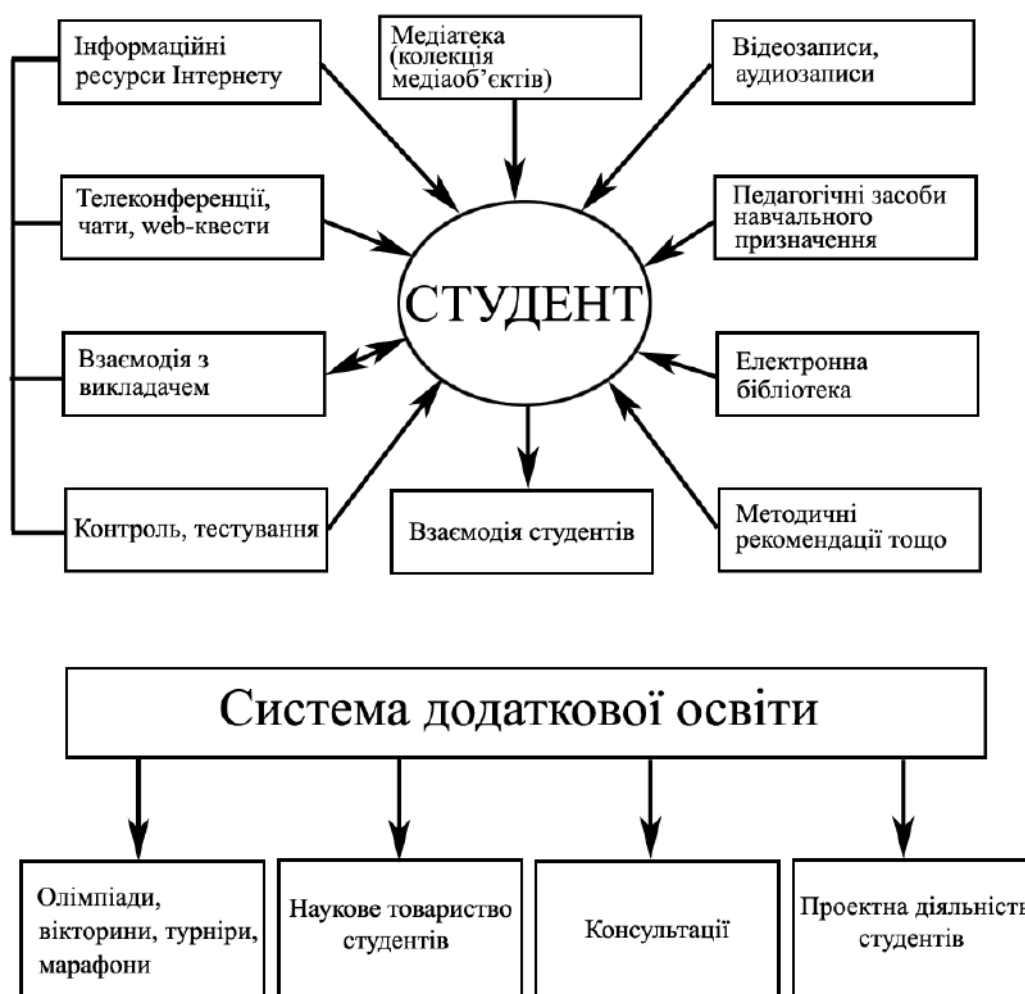 Інформаційні
ресурси Інтернету
Медіатека
(колекція
медіаоб’єктів)
Відеозаписи,
аудиозаписи
Телеконференції,
чати, web-квести
Педагогічні засоби
навчального
призначення
СТУДЕНТ
Взаємодія з
викладачем
Електронна
бібліотека
Контроль, тестування
Взаємодія студентів
Методичні
рекомендації тощо
Система додаткової освіти
Олімпіади,
вікторини, турніри,
марафони
Наукове товариство
студентів
Консультації
Проектна діяльність
студентів